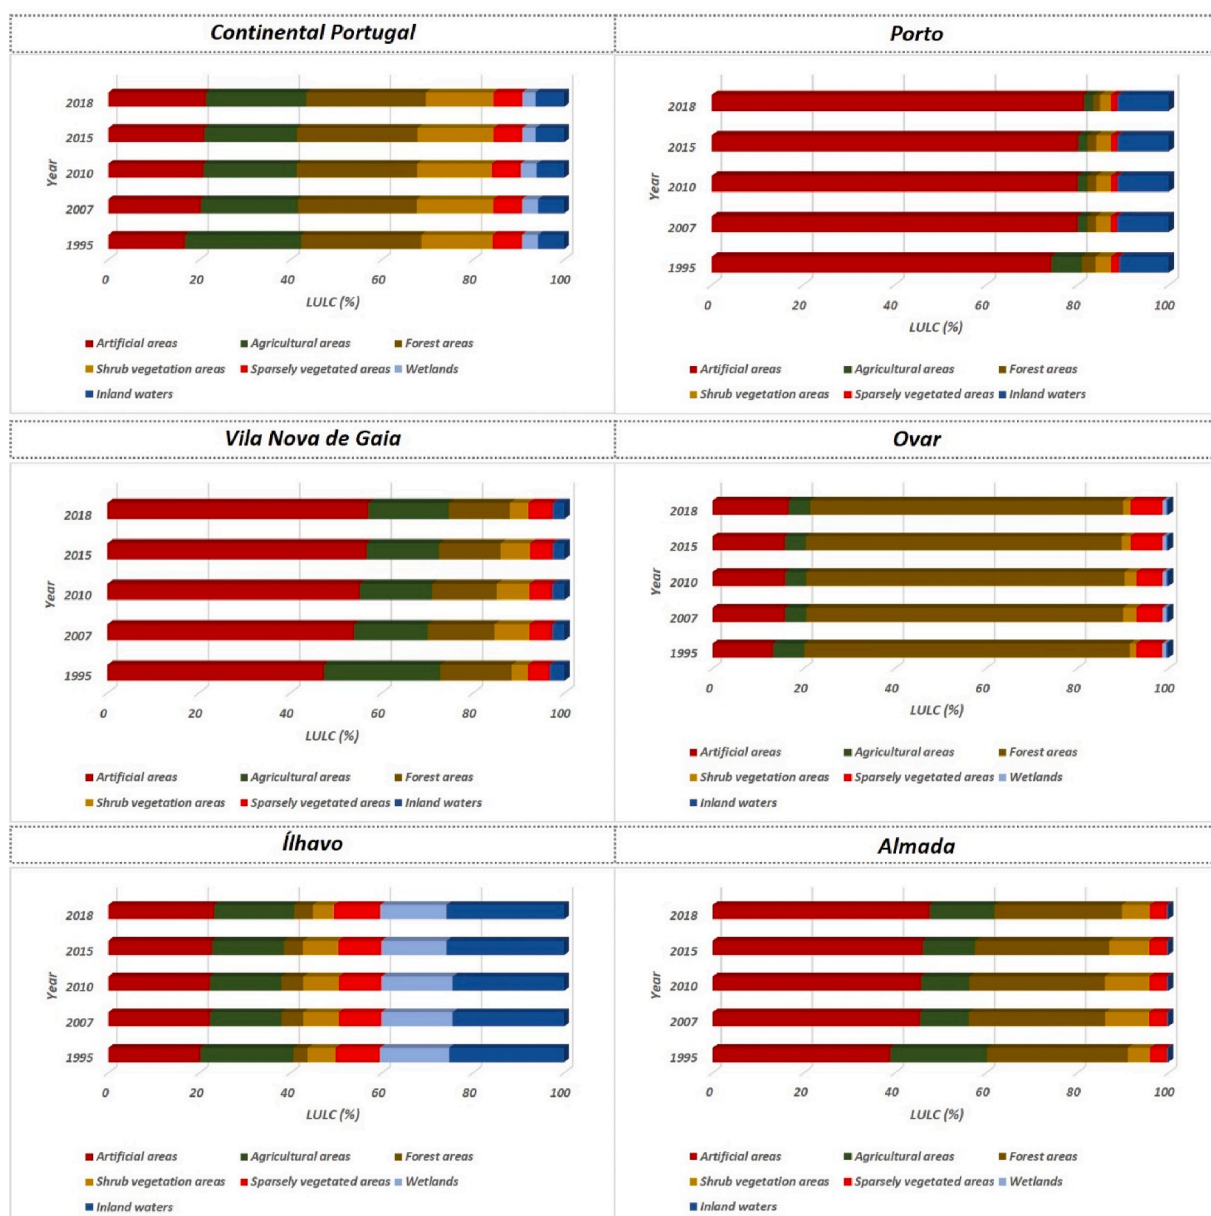 Continental Portugal
2018
2015
2010
2007
1995
Year
0 20 40 60 80 100
LULC (%)
Artificial areas Agricultural areas Forest areas
Shrub vegetation areas Sparsely vegetated areas Wetlands
Inland waters
Porto
2018
2015
2010
2007
1995
Year
0 20 40 60 80 100
LULC (%)
Artificial areas Agricultural areas Forest areas
Shrub vegetation areas Sparsely vegetated areas Inland waters
Vila Nova de Gaia
2018
2015
2010
2007
1995
Year
0 20 40 60 80 100
LULC (%)
Artificial areas Agricultural areas Forest areas
Shrub vegetation areas Sparsely vegetated areas Inland waters
Ovar
2018
2015
2010
2007
1995
Year
0 20 40 60 80 100
LULC (%)
Artificial areas Agricultural areas Forest areas
Shrub vegetation areas Sparsely vegetated areas Wetlands
Inland waters
Ílhavo
2018
2015
2010
2007
1995
Year
0 20 40 60 80 100
LULC (%)
Artificial areas Agricultural areas Forest areas
Shrub vegetation areas Sparsely vegetated areas Wetlands
Inland waters
Almada
2018
2015
2010
2007
1995
Year
0 20 40 60 80 100
LULC (%)
Artificial areas Agricultural areas Forest areas
Shrub vegetation areas Sparsely vegetated areas Wetlands
Inland waters